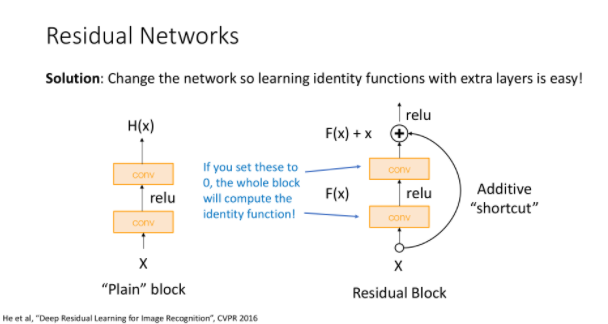 Residual Networks
Solution: Change the network so learning identity functions with extra layers is easy!
H(x)
conv
relu
conv
X
"Plain" block
If you set these to
0, the whole block
will compute the
identity function!
relu
F(x) + x
+
conv
F(x)
relu
conv
X
Residual Block
Additive
"shortcut"
He et al, "Deep Residual Learning for Image Recognition", CVPR 2016